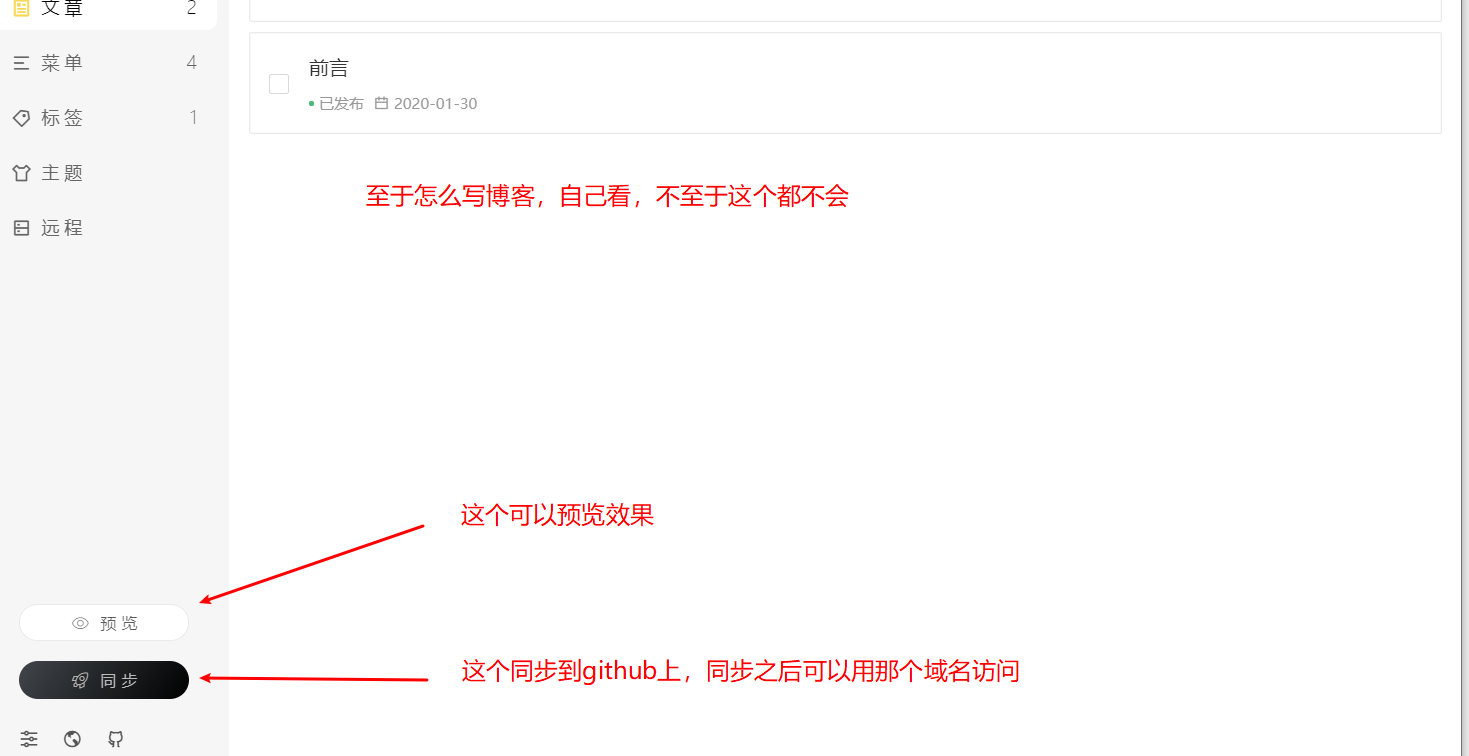 文章 2
菜单 4
标签 1
主题
远程
前言
已发布 2020-01-30
至于怎么写博客，自己看，不至于这个都不会
这个可以预览效果
预览
这个同步到github上，同步之后可以用那个域名访问
同步